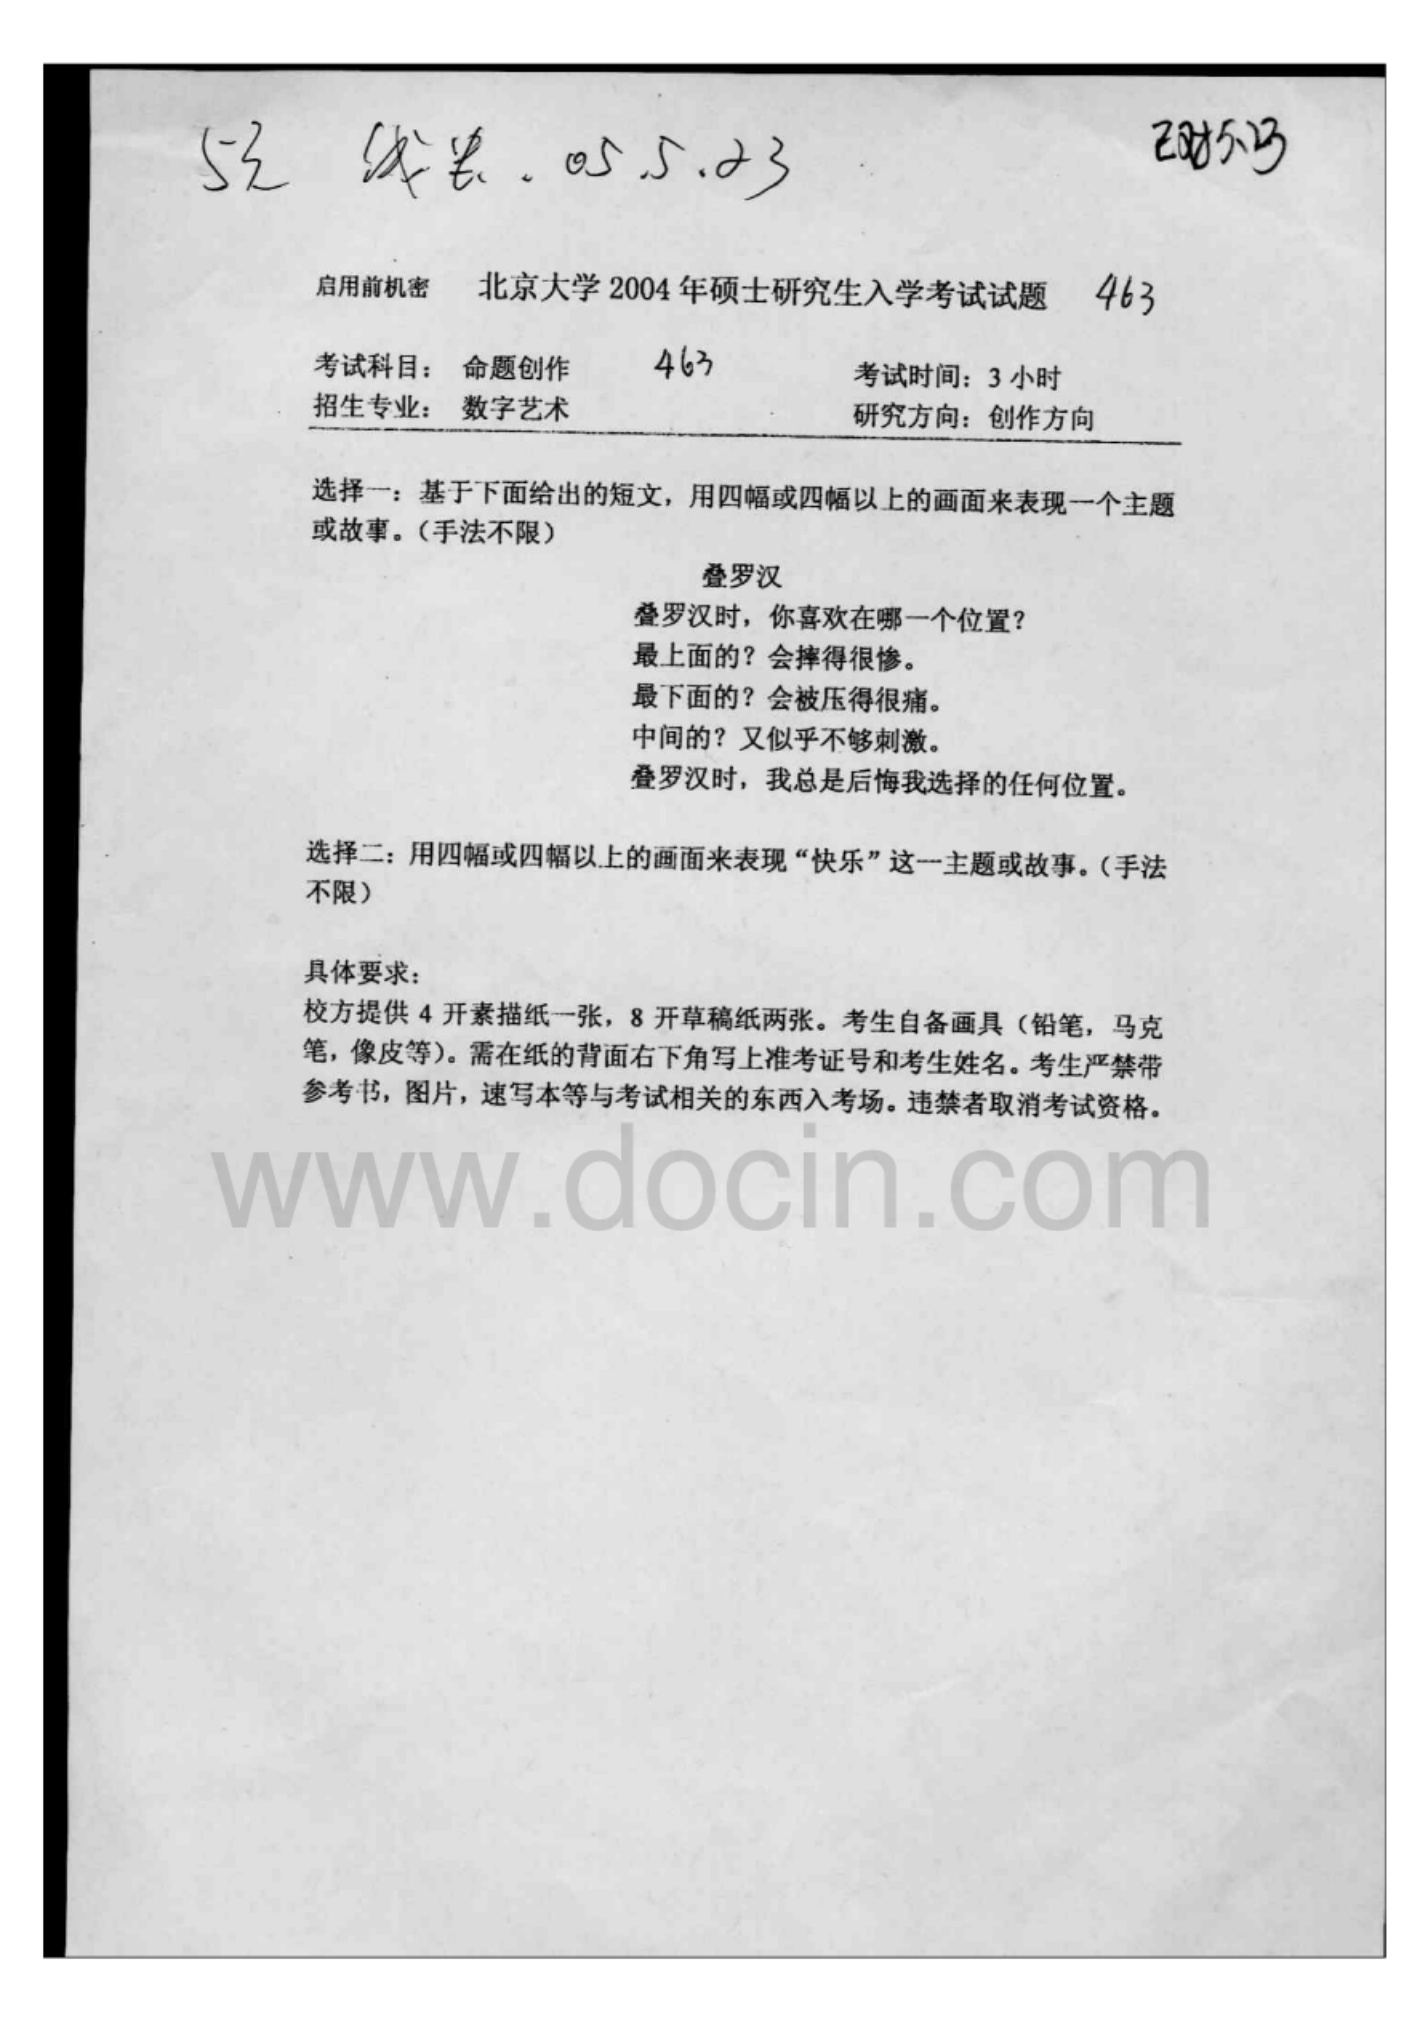 05.5.23
启用前机密 北京大学2004年硕士研究生入学考试试题 463
考试科目： 命题创作 463 考试时间：3小时
招生专业： 数字艺术 研究方向：创作方向
选择一：基于下面给出的短文，用四幅或四幅以上的画面来表现一个主题
或故事。（手法不限）
叠罗汉
叠罗汉时，你喜欢在哪一个位置？
最上面的？会摔得很惨。
最下面的？会被压得很痛。
中间的？又似乎不够刺激。
叠罗汉时，我总是后悔我选择的任何位置。
选择二：用四幅或四幅以上的画面来表现“快乐”这一主题或故事。（手法
不限）
具体要求：
校方提供 4 开素描纸一张，8 开草稿纸两张。考生自备画具（铅笔，马克
笔，像皮等）。需在纸的背面右下角写上准考证号和考生姓名。考生严禁带
参考书，图片，速写本等与考试相关的东西入考场。违禁者取消考试资格。
www.docin.com